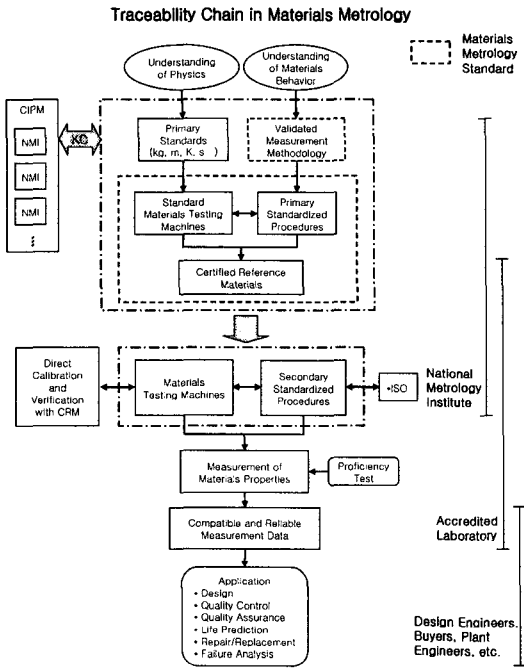 Traceability Chain in Materials Metrology
Materials
Metrology
Standard
Understanding
of Physics
Understanding
of Materials
Behavior
CIPM
NMI
NMI
NMI
KC
Primary
Standards
(kg, m, K, s )
Validated
Measurement
Methodology
Standard
Materials Testing
Machines
Primary
Standardized
Procedures
Certified Reference
Materials
Direct
Calibration
and
Verification
with CRM
Materials
Testing Machines
Secondary
Standardized
Procedures
•ISO
National
Metrology
Institute
Measurement of
Materials Properties
Proficiency
Test
Compatible and Reliable
Measurement Data
Accredited
Laboratory
Application
• Design
• Quality Control
• Quality Assurance
• Life Prediction
• Repair/Replacement
• Failure Analysis
Design Engineers,
Buyers, Plant
Engineers, etc.